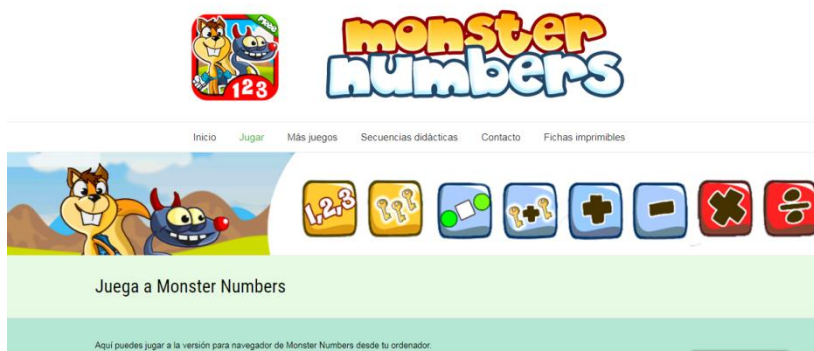 FREE
123
monster
numbers
Inicio Jugar Más juegos Secuencias didácticas Contacto Fichas imprimibles
1,2,3 + + - × ÷
Juega a Monster Numbers
Aquí puedes jugar a la versión para navegador de Monster Numbers desde tu ordenador.